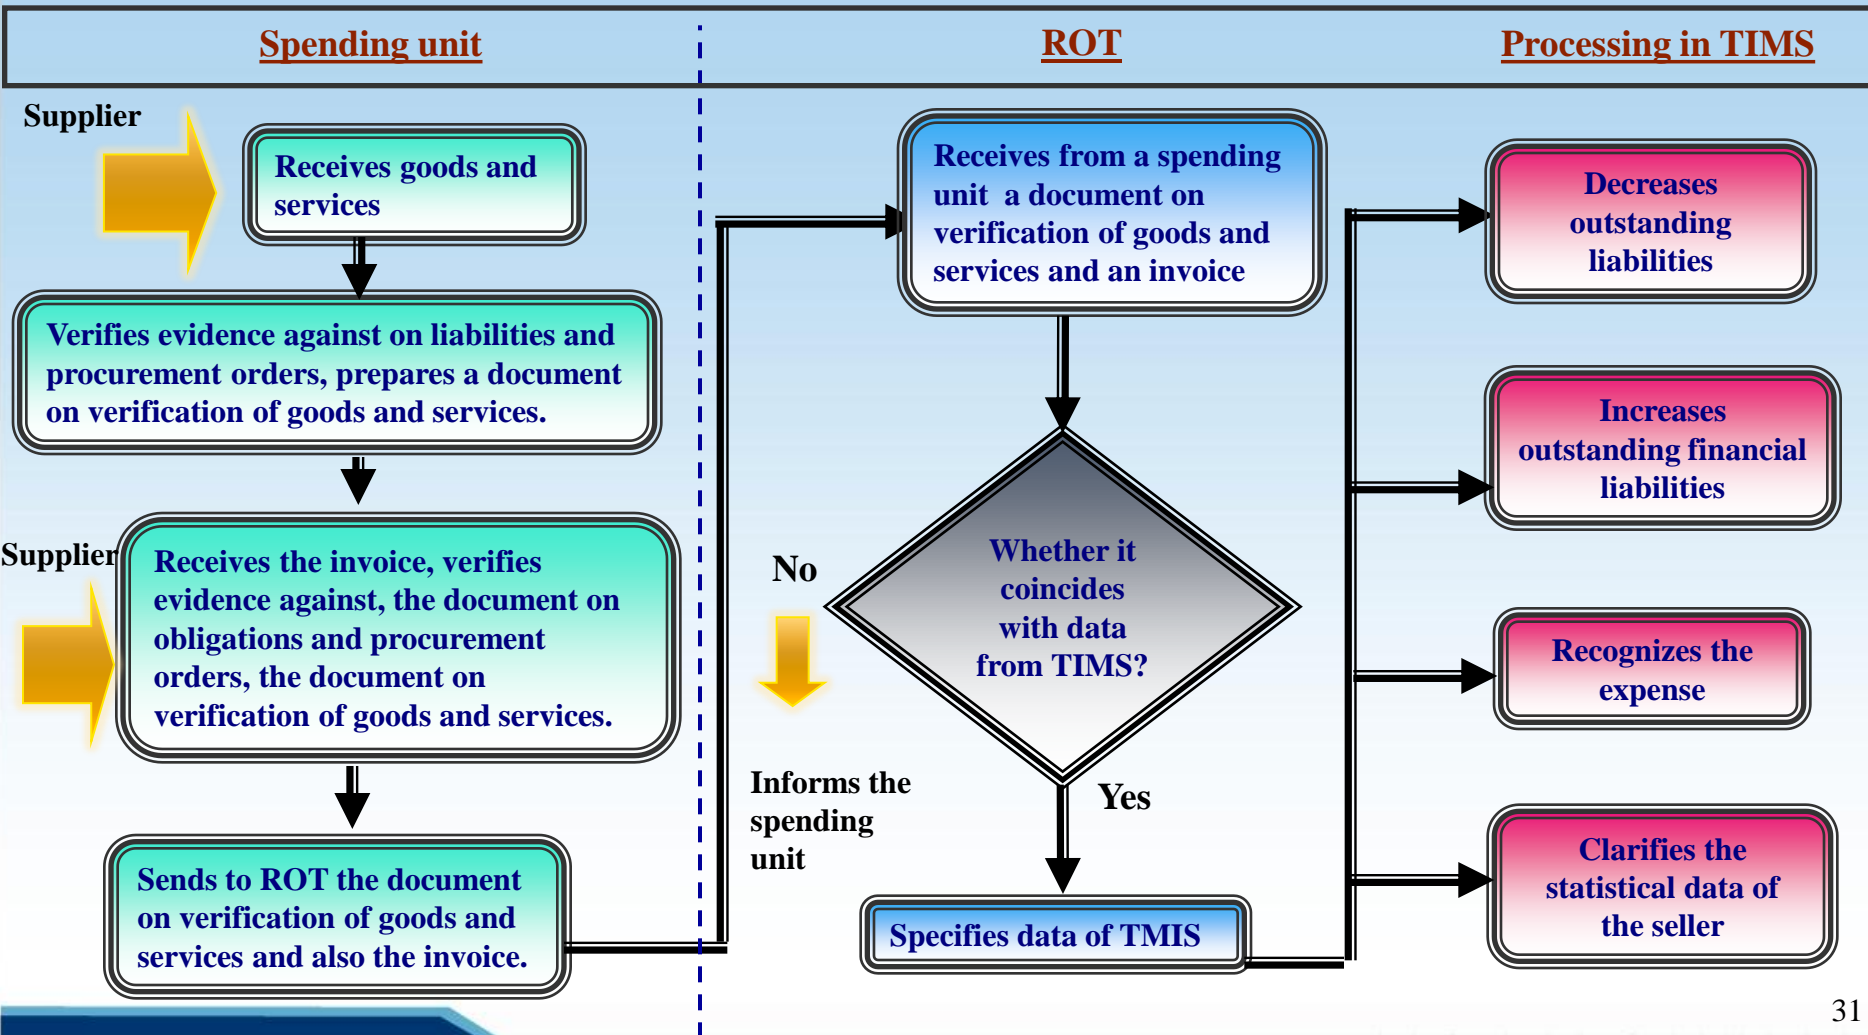 Spending unit
ROT
Processing in TIMS
Supplier
Receives goods and
services
Verifies evidence against on liabilities and
procurement orders, prepares a document
on verification of goods and services.
Supplier
Receives the invoice, verifies
evidence against, the document on
obligations and procurement
orders, the document on
verification of goods and services.
Sends to ROT the document
on verification of goods and
services and also the invoice.
Receives from a spending
unit a document on
verification of goods and
services and an invoice
Whether it
coincides
with data
from TIMS?
No
Informs the
spending
unit
Yes
Specifies data of TMIS
Decreases
outstanding
liabilities
Increases
outstanding financial
liabilities
Recognizes the
expense
Clarifies the
statistical data of
the seller
31